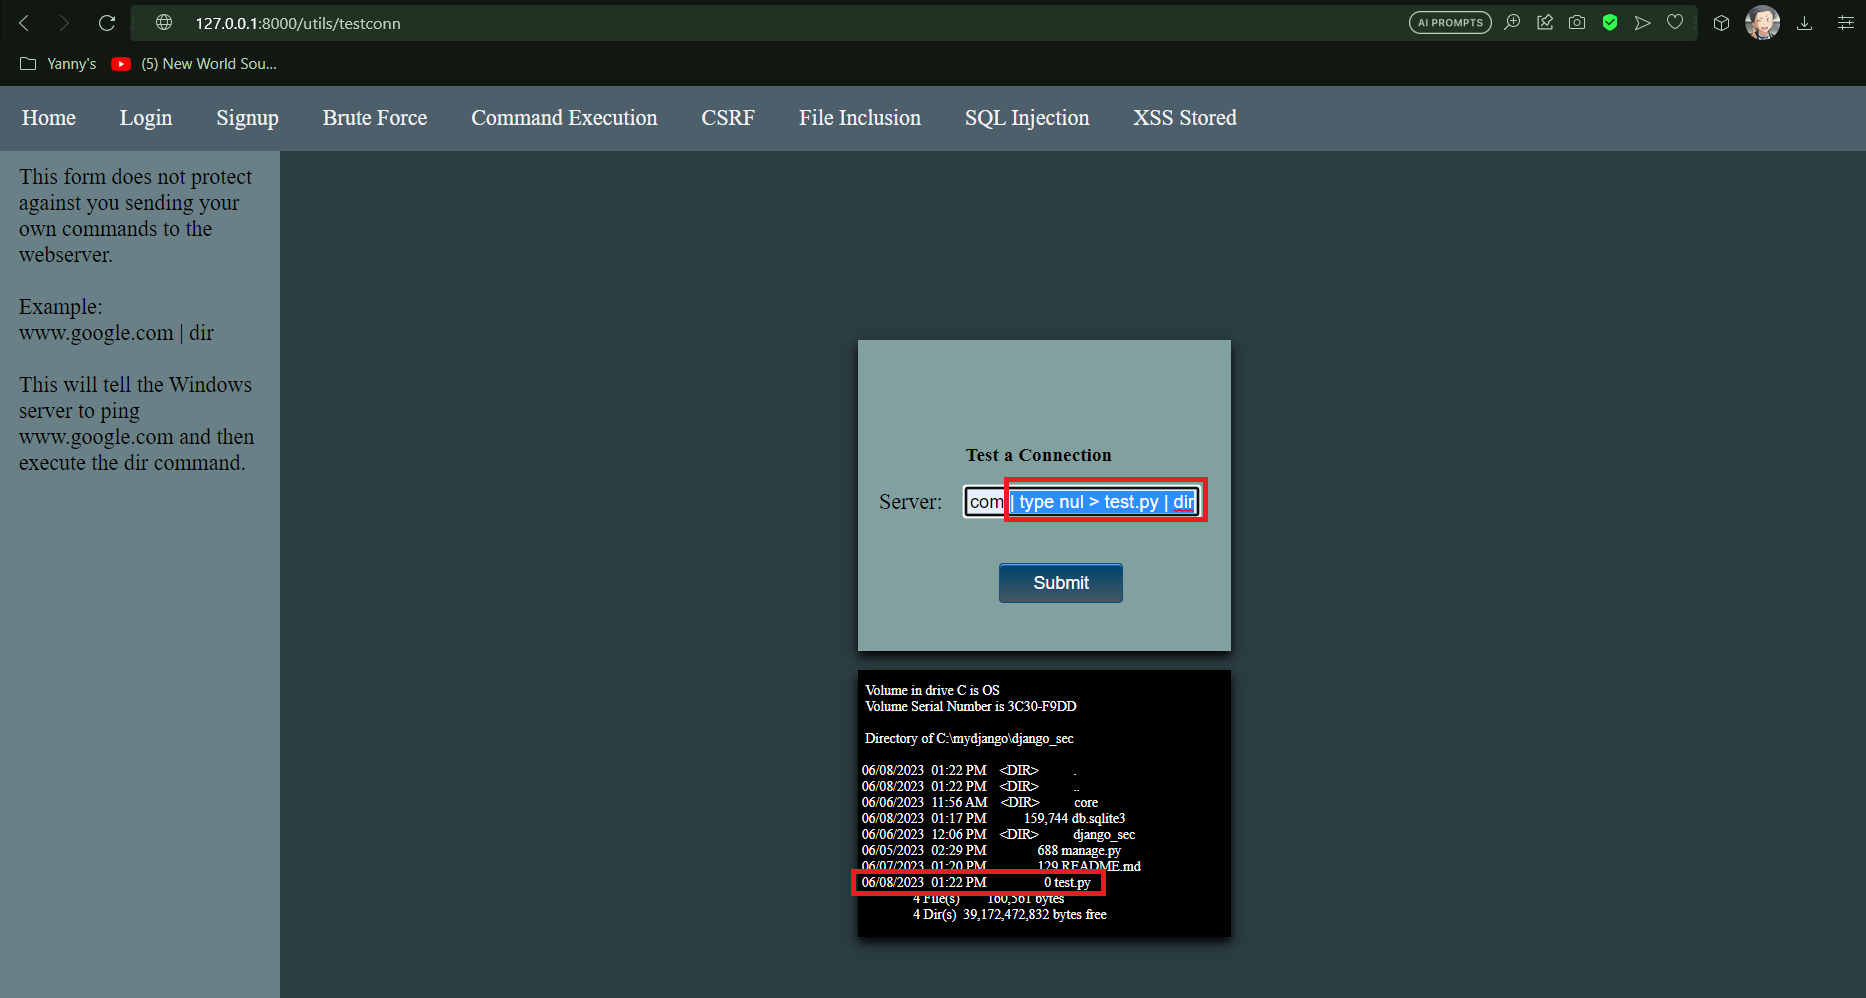 127.0.0.1:8000/utils/testconn
AI PROMPTS
Yanny's
(5) New World Sou...
Home Login Signup Brute Force Command Execution CSRF File Inclusion SQL Injection XSS Stored
This form does not protect
against you sending your
own commands to the
webserver.
Example:
www.google.com | dir
This will tell the Windows
server to ping
www.google.com and then
execute the dir command.
Test a Connection
Server: com | type nul > test.py | dir
Submit
Volume in drive C is OS
Volume Serial Number is 3C30-F9DD
Directory of C:\mydjango\django_sec
06/08/2023 01:22 PM <DIR> .
06/08/2023 01:22 PM <DIR> ..
06/06/2023 11:56 AM <DIR> core
06/08/2023 01:17 PM 159,744 db.sqlite3
06/06/2023 12:06 PM <DIR> django_sec
06/05/2023 02:29 PM 688 manage.py
06/07/2023 01:20 PM 129 README.md
06/08/2023 01:22 PM 0 test.py
4 File(s) 160,561 bytes
4 Dir(s) 39,172,472,832 bytes free